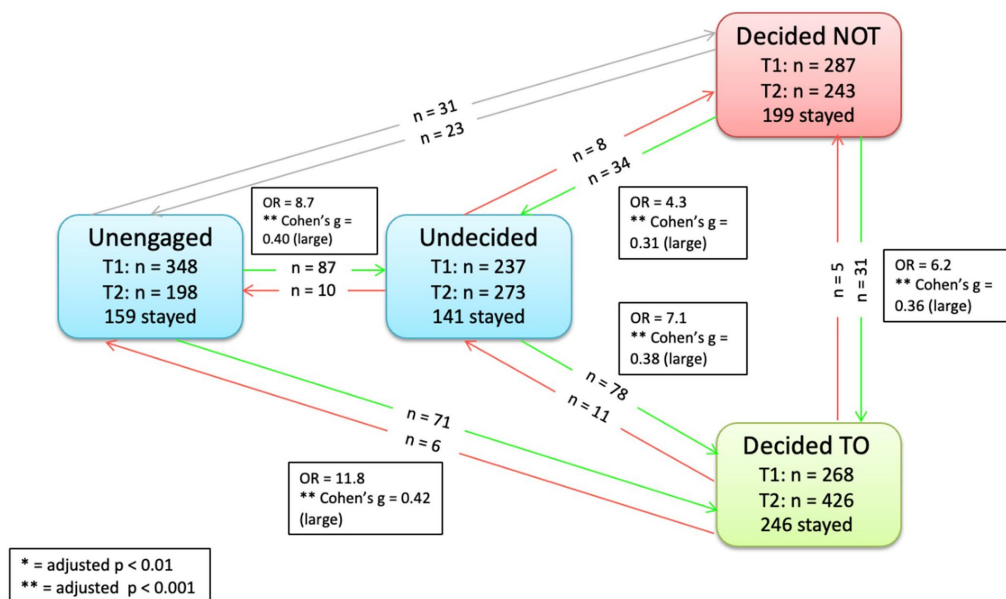 Decided NOT
T1: n = 287
T2: n = 243
199 stayed
n = 31
n = 23
n = 8
n = 34
OR = 8.7
** Cohen's g =
0.40 (large)
OR = 4.3
** Cohen's g =
0.31 (large)
Unengaged
T1: n = 348
T2: n = 198
159 stayed
n = 87
n = 10
Undecided
T1: n = 237
T2: n = 273
141 stayed
n = 5
n = 31
OR = 6.2
** Cohen's g =
0.36 (large)
OR = 7.1
** Cohen's g =
0.38 (large)
n = 78
n = 11
n = 71
n = 6
Decided TO
T1: n = 268
T2: n = 426
246 stayed
OR = 11.8
** Cohen's g = 0.42
(large)
* = adjusted p < 0.01
** = adjusted  p < 0.001